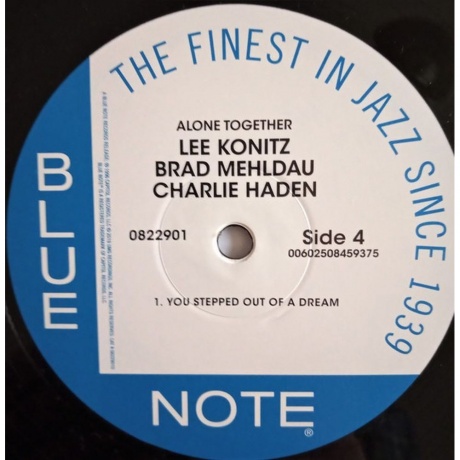 THE FINEST IN JAZZ SINCE 1939
ALONE TOGETHER
LEE KONITZ
BRAD MEHLDAU
CHARLIE HADEN
0822901
Side 4
00602508459375
1. YOU STEPPED OUT OF A DREAM
BLUE
NOTE
®